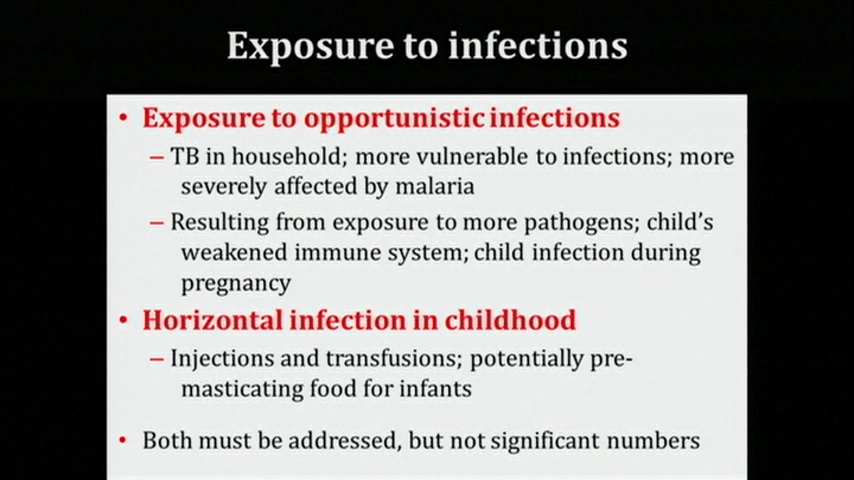 Exposure to infections
• Exposure to opportunistic infections
– TB in household; more vulnerable to infections; more
severely affected by malaria
– Resulting from exposure to more pathogens; child's
weakened immune system; child infection during
pregnancy
• Horizontal infection in childhood
– Injections and transfusions; potentially pre-
masticating food for infants
• Both must be addressed, but not significant numbers